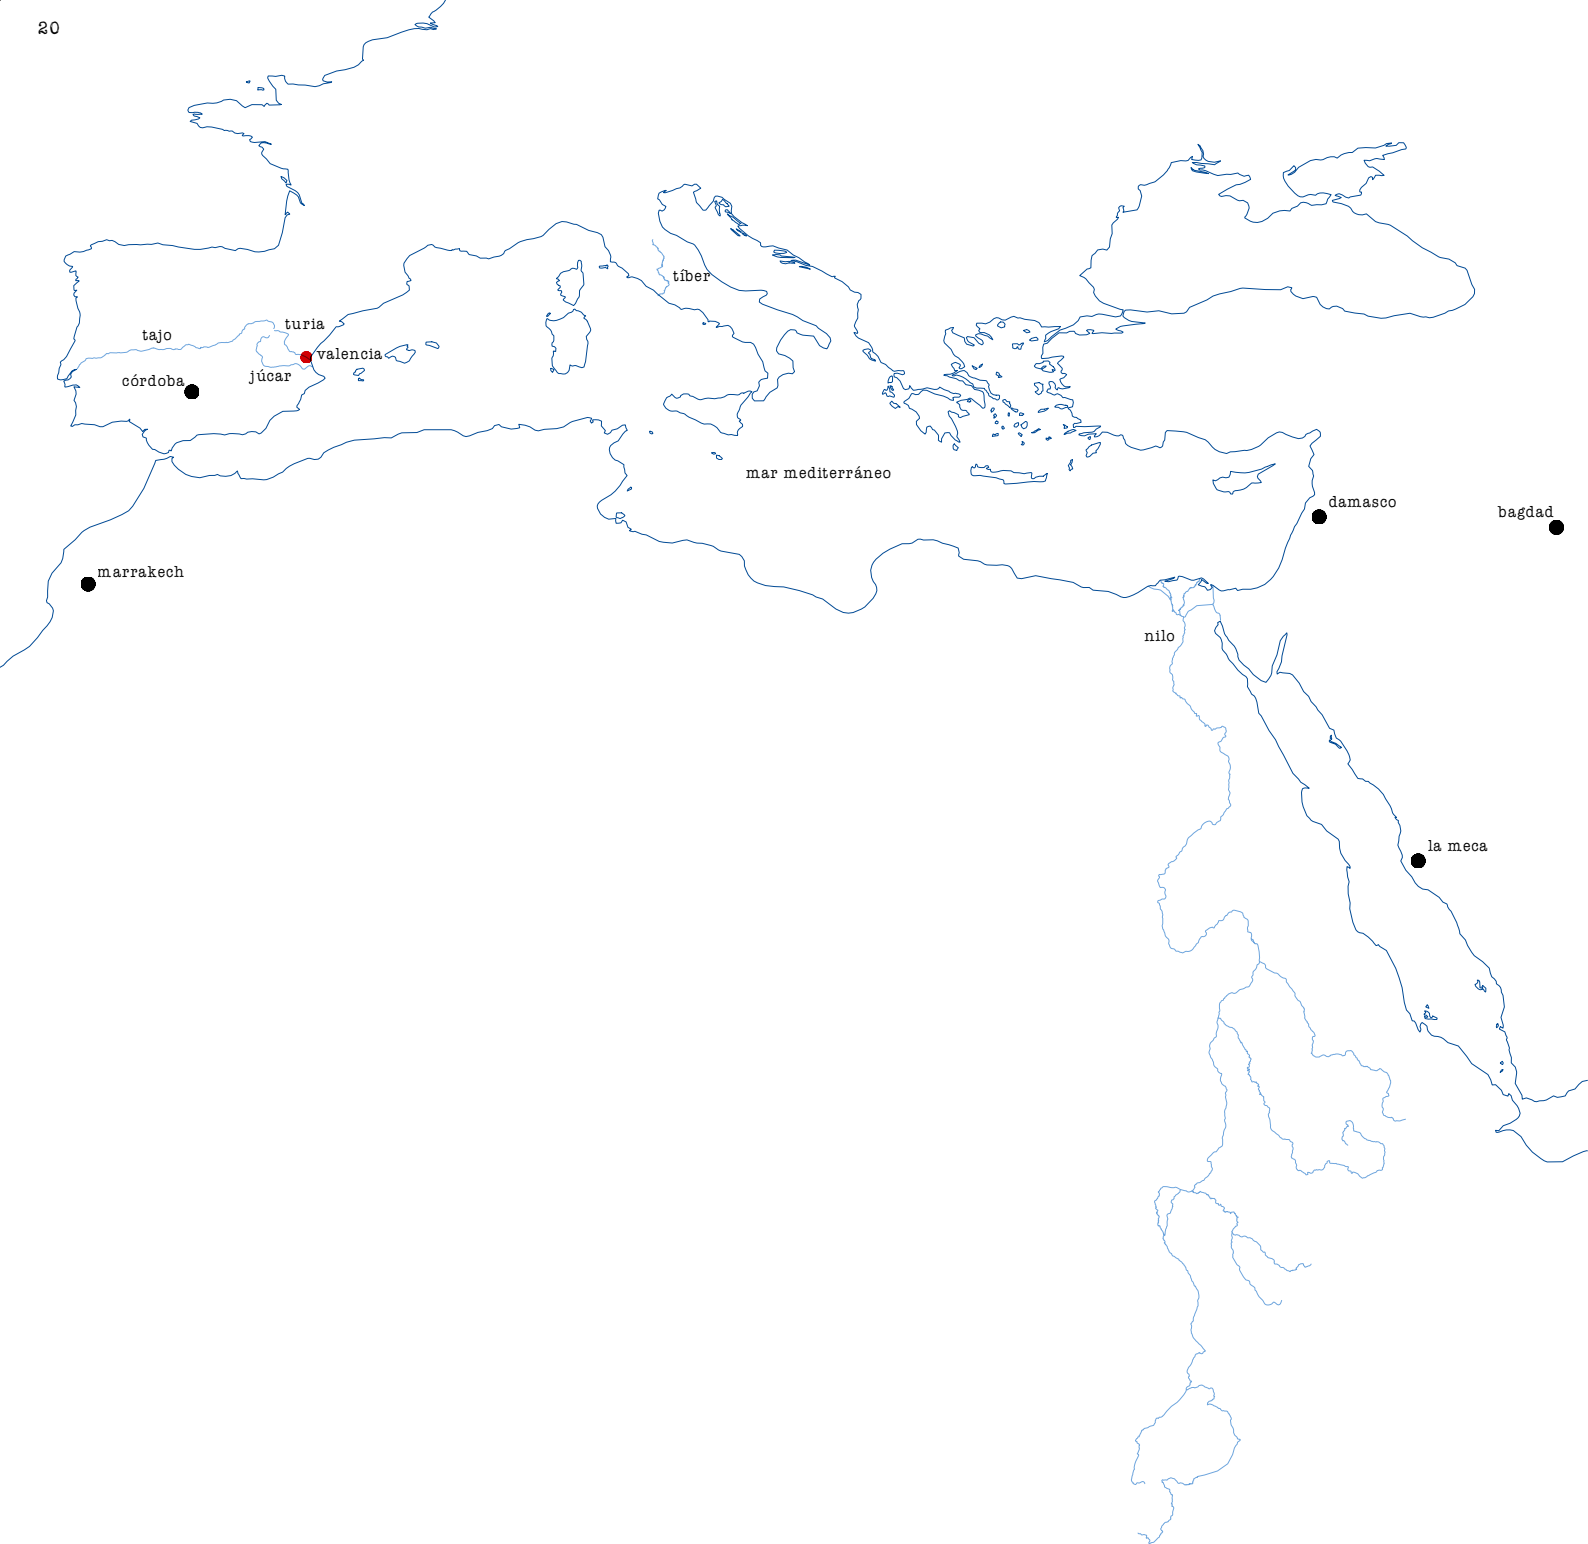 20
tíber
turia
tajo
valencia
júcar
córdoba
mar mediterráneo
damasco
bagdad
marrakech
nilo
la meca